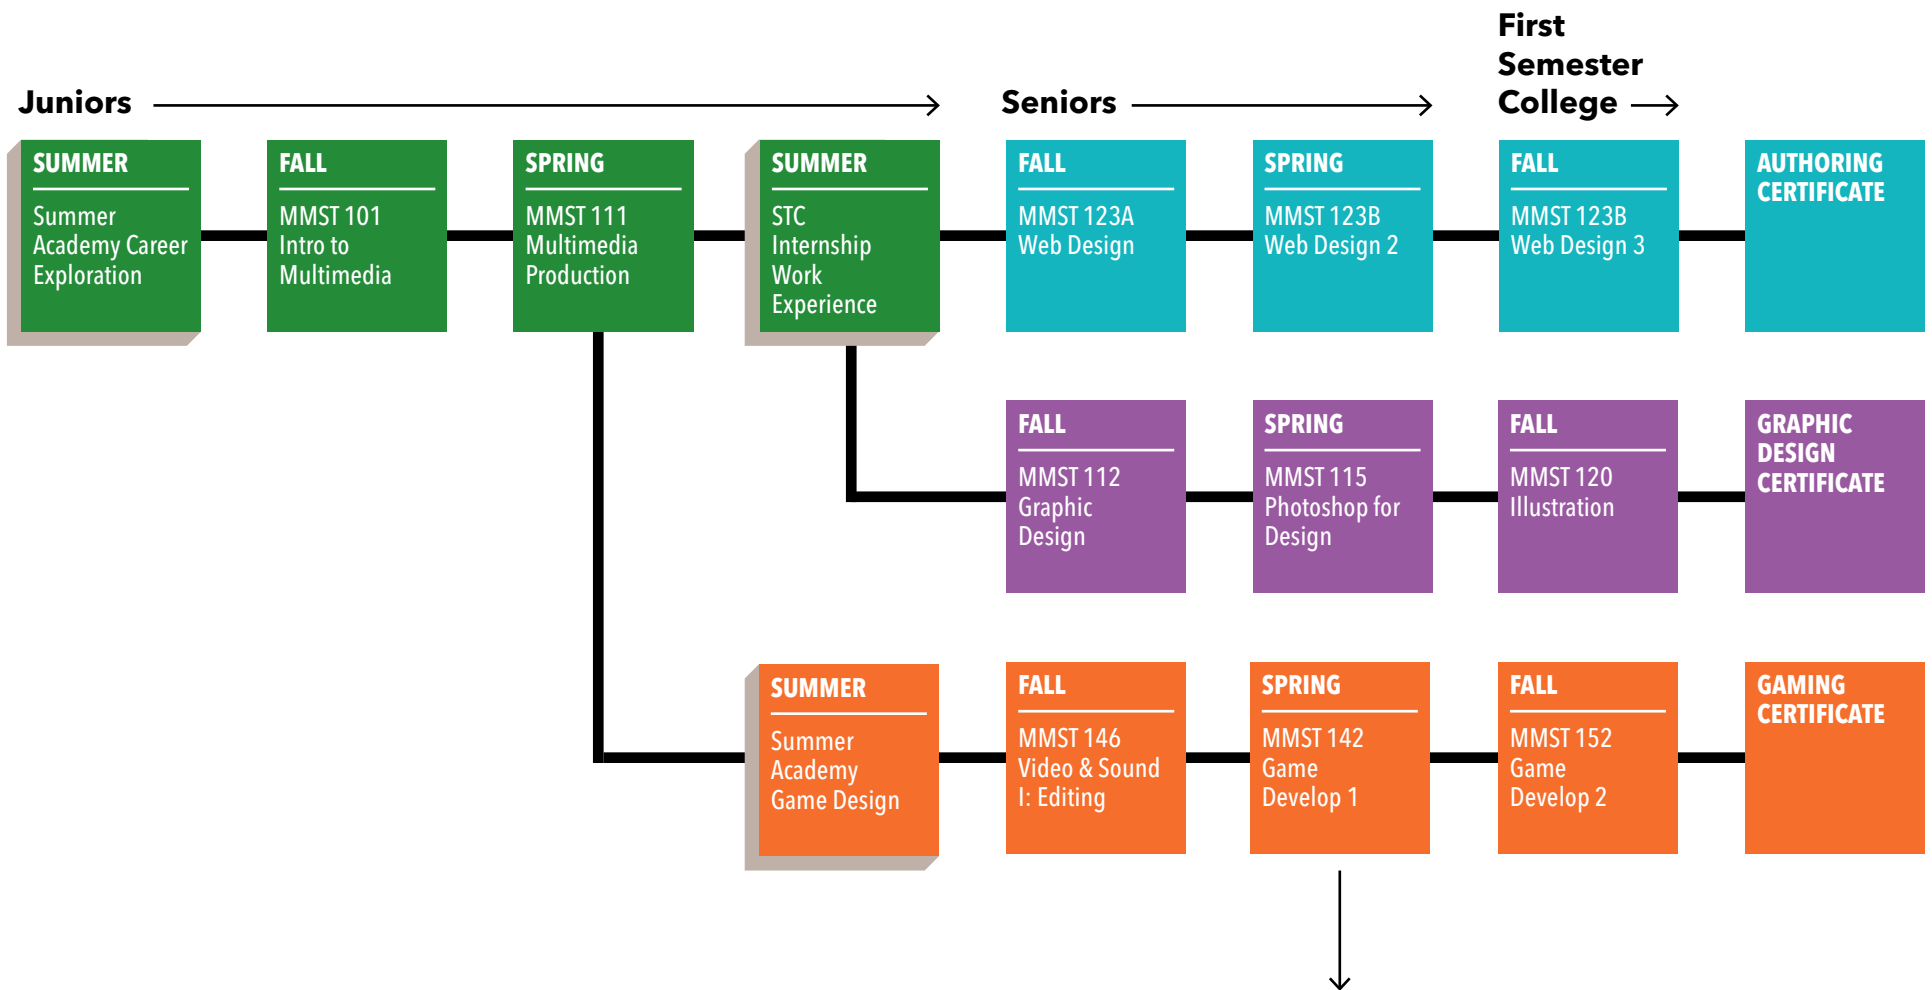 Juniors
Seniors
First
Semester
College
SUMMER
Summer
Academy Career
Exploration
FALL
MMST 101
Intro to
Multimedia
SPRING
MMST 111
Multimedia
Production
SUMMER
STC
Internship
Work
Experience
FALL
MMST 123A
Web Design
SPRING
MMST 123B
Web Design 2
FALL
MMST 123B
Web Design 3
AUTHORING
CERTIFICATE
FALL
MMST 112
Graphic
Design
SPRING
MMST 115
Photoshop for
Design
FALL
MMST 120
Illustration
GRAPHIC
DESIGN
CERTIFICATE
SUMMER
Summer
Academy
Game Design
FALL
MMST 146
Video & Sound
I: Editing
SPRING
MMST 142
Game
Develop 1
FALL
MMST 152
Game
Develop 2
GAMING
CERTIFICATE